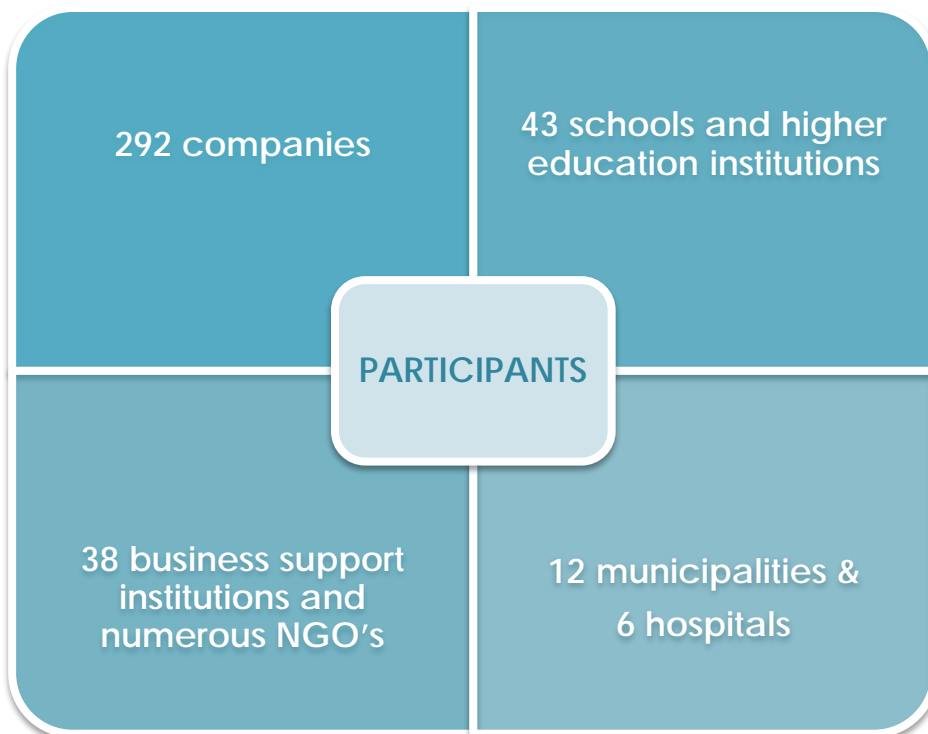 292 companies
43 schools and higher
education institutions
PARTICIPANTS
38 business support
institutions and
numerous NGO’s
12 municipalities &
6 hospitals